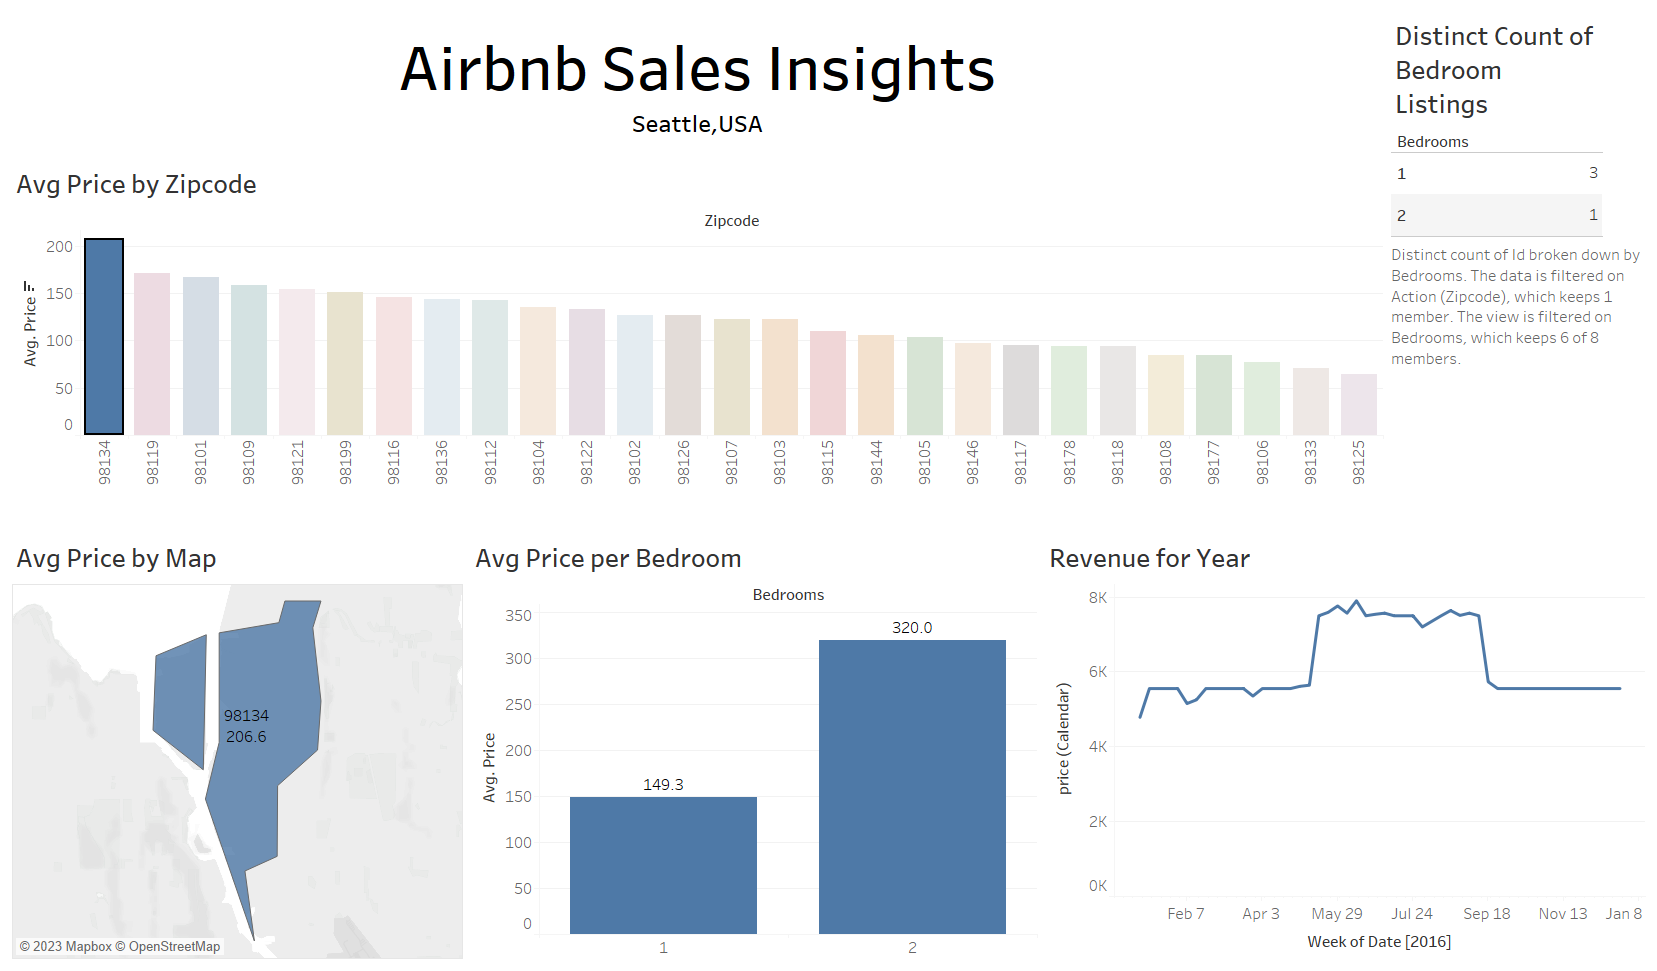 Airbnb Sales Insights
Seattle,USA
Distinct Count of
Bedroom
Listings
Bedrooms
1 3
2 1
Distinct count of Id broken down by
Bedrooms. The data is filtered on
Action (Zipcode), which keeps 1
member. The view is filtered on
Bedrooms, which keeps 6 of 8
members.
Avg Price by Zipcode
Zipcode
Avg. Price
200
150
100
50
0
98134 98119 98101 98109 98121 98199 98116 98136 98112 98104 98122 98102 98126 98107 98103 98115 98144 98105 98146 98117 98178 98118 98108 98177 98106 98133 98125
Avg Price by Map
98134
206.6
© 2023 Mapbox © OpenStreetMap
Avg Price per Bedroom
Bedrooms
Avg. Price
350
300
250
200
150
100
50
0
149.3
320.0
1 2
Revenue for Year
price (Calendar)
8K
6K
4K
2K
0K
Feb 7 Apr 3 May 29 Jul 24 Sep 18 Nov 13 Jan 8
Week of Date [2016]